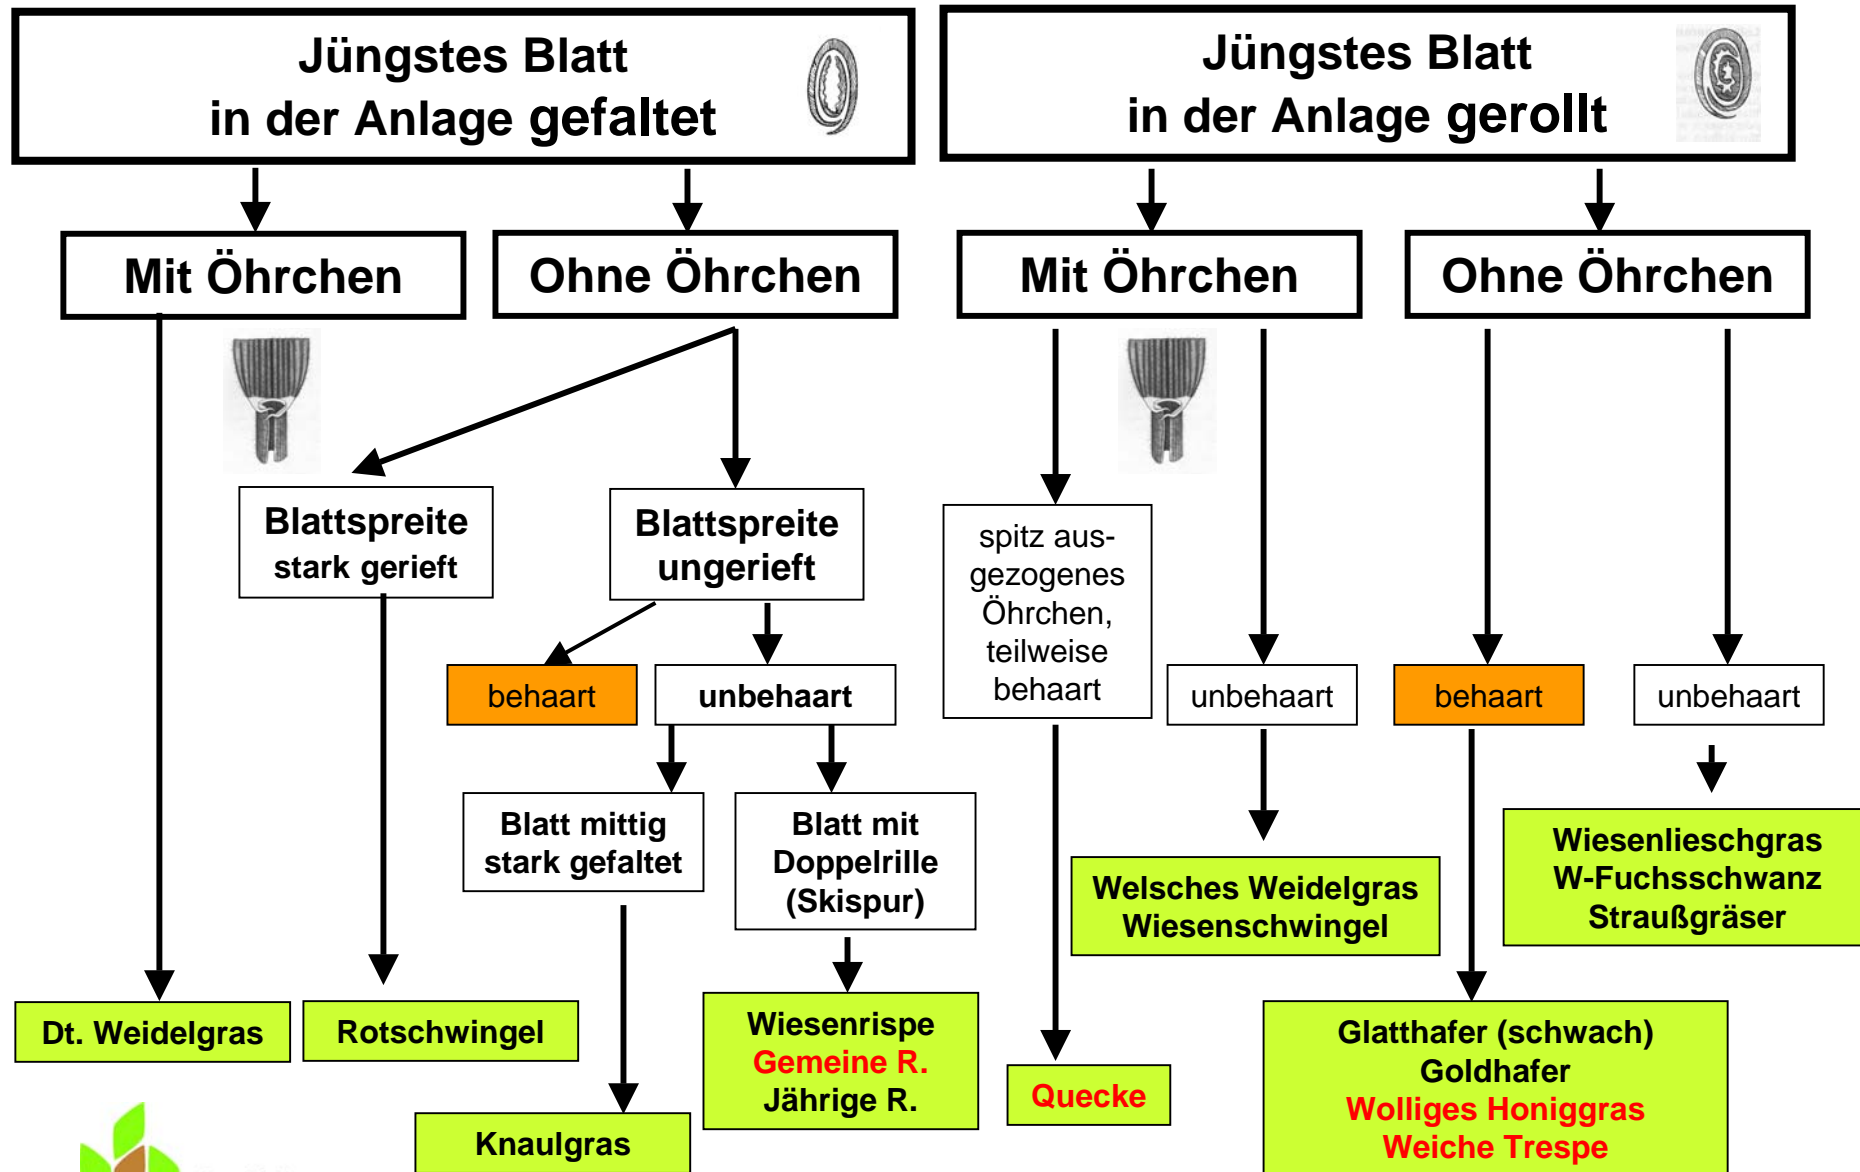 Jüngstes Blatt
in der Anlage gefaltet
Jüngstes Blatt
in der Anlage gerollt
Mit Öhrchen
Ohne Öhrchen
Mit Öhrchen
Ohne Öhrchen
Blattspreite
stark gerieft
Blattspreite
ungerieft
spitz aus-
gezogenes
Öhrchen,
teilweise
behaart
behaart
unbehaart
unbehaart
behaart
unbehaart
Blatt mittig
stark gefaltet
Blatt mit
Doppelrille
(Skispur)
Welsches Weidelgras
Wiesenschwingel
Wiesenlieschgras
W-Fuchsschwanz
Straußgräser
Dt. Weidelgras
Rotschwingel
Knaulgras
Wiesenrispe
Gemeine R.
Jährige R.
Quecke
Glatthafer (schwach)
Goldhafer
Wolliges Honiggras
Weiche Trespe